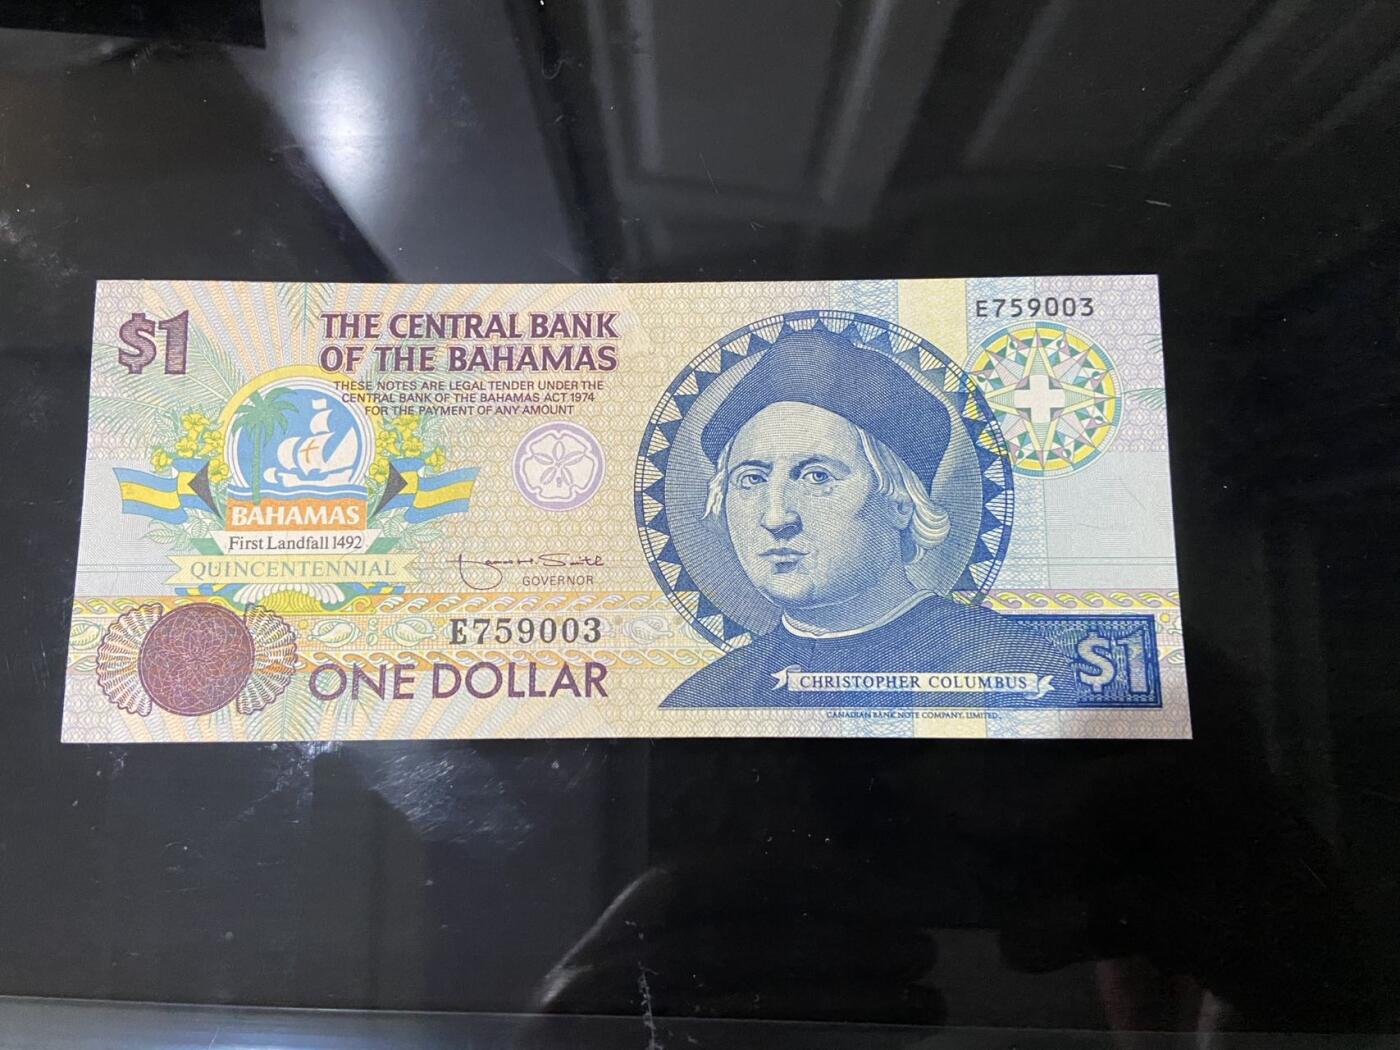 $1
THE CENTRAL BANK
OF THE BAHAMAS
THESE NOTES ARE LEGAL TENDER UNDER THE
CENTRAL BANK OF THE BAHAMAS ACT 1974
FOR THE PAYMENT OF ANY AMOUNT
E759003
BAHAMAS
First Landfall 1492
QUINCENTENNIAL
GOVERNOR
E759003
ONE DOLLAR
CHRISTOPHER COLUMBUS
$1
CANADIAN BANK NOTE COMPANY, LIMITED.